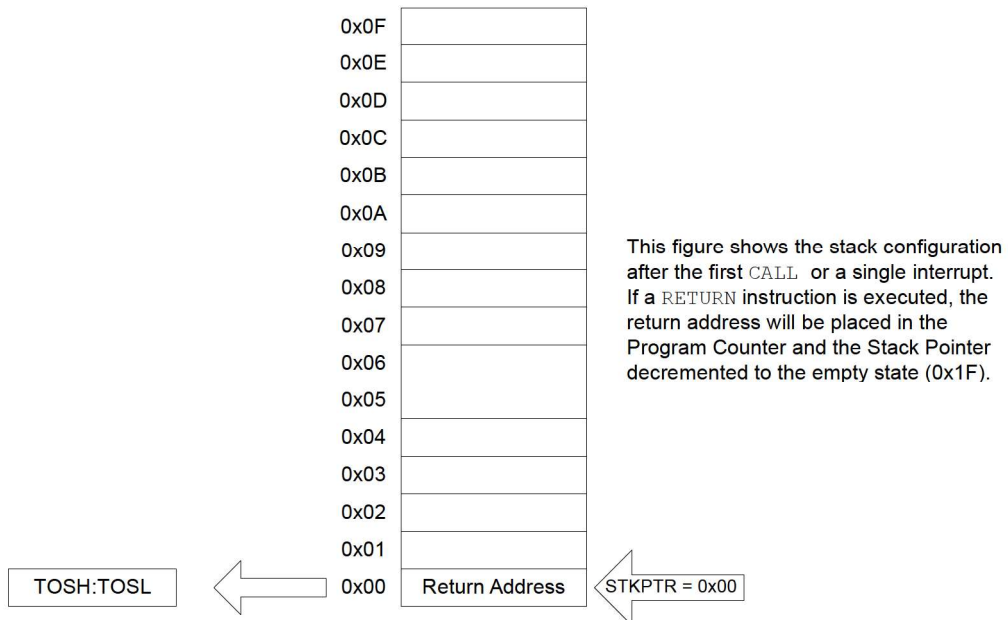 0x0F
0x0E
0x0D
0x0C
0x0B
0x0A
0x09
0x08
0x07
0x06
0x05
0x04
0x03
0x02
0x01
This figure shows the stack configuration
after the first CALL or a single interrupt.
If a RETURN instruction is executed, the
return address will be placed in the
Program Counter and the Stack Pointer
decremented to the empty state (0x1F).
TOSH:TOSL
0x00
Return Address
STKPTR = 0x00